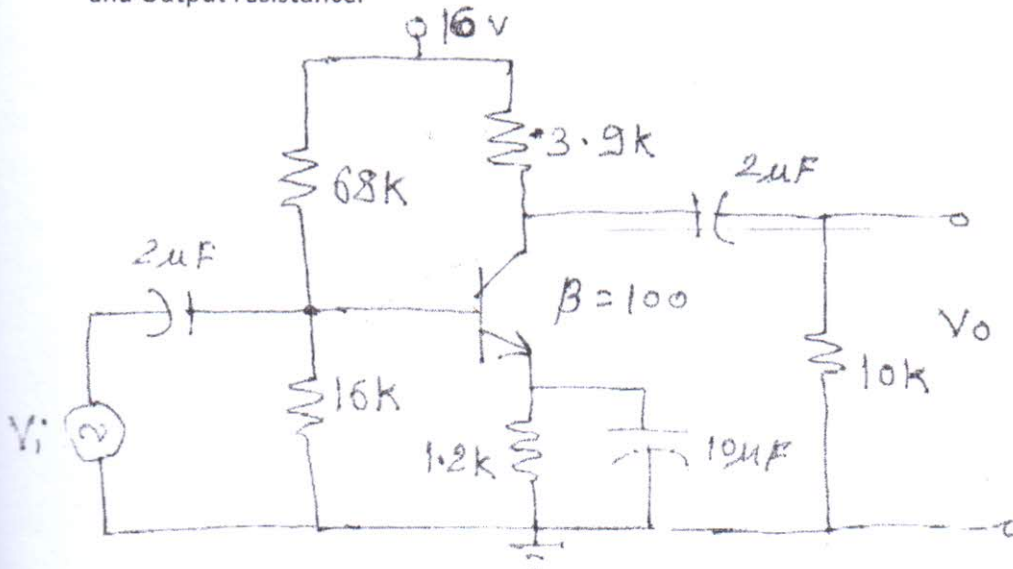 and Output resistance.
16 v
3.9k
2uF
68K
2uF
β=100
Vo
16k
10k
Vi
1.2k
10uF